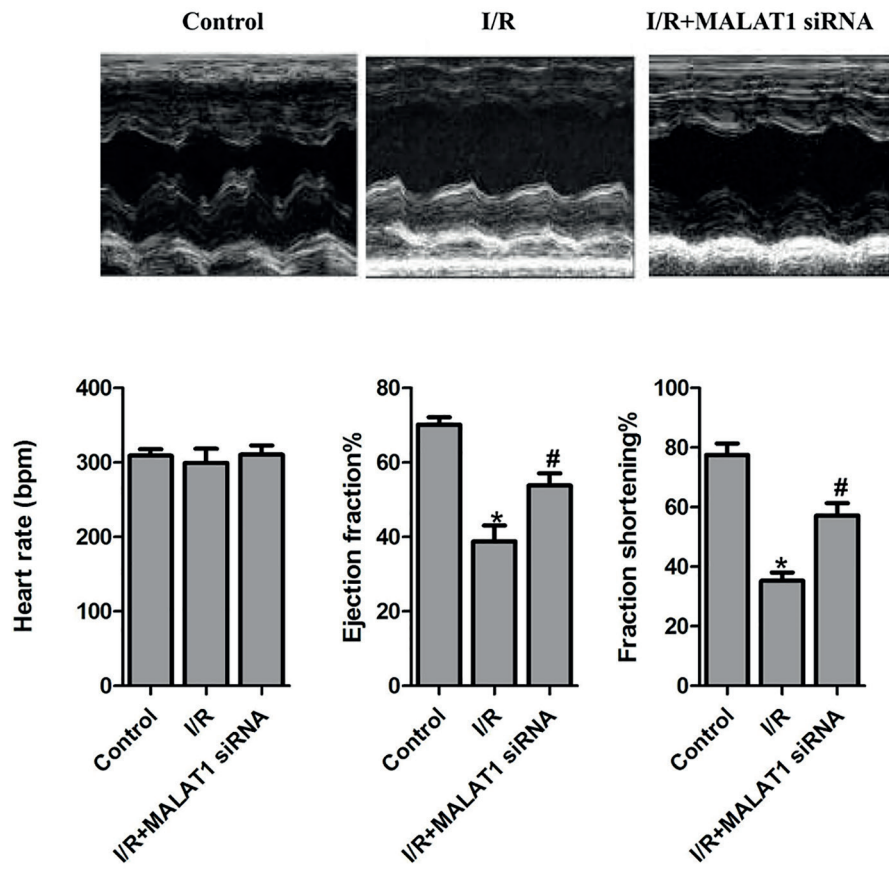 Control
I/R
I/R+MALAT1 siRNA
Heart rate (bpm)
400
300
200
100
0
Control
I/R
I/R+MALAT1 siRNA
Ejection fraction%
80
60
40
20
0
*
#
Control
I/R
I/R+MALAT1 siRNA
Fraction shortening%
100
80
60
40
20
0
*
#
Control
I/R
I/R+MALAT1 siRNA